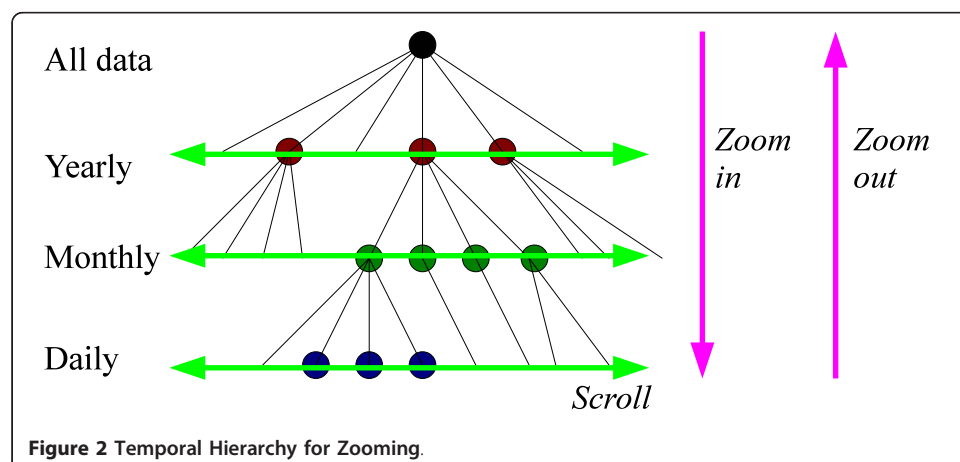 All data
Yearly
Monthly
Daily
Zoom
in
Zoom
out
Scroll
Figure 2 Temporal Hierarchy for Zooming.